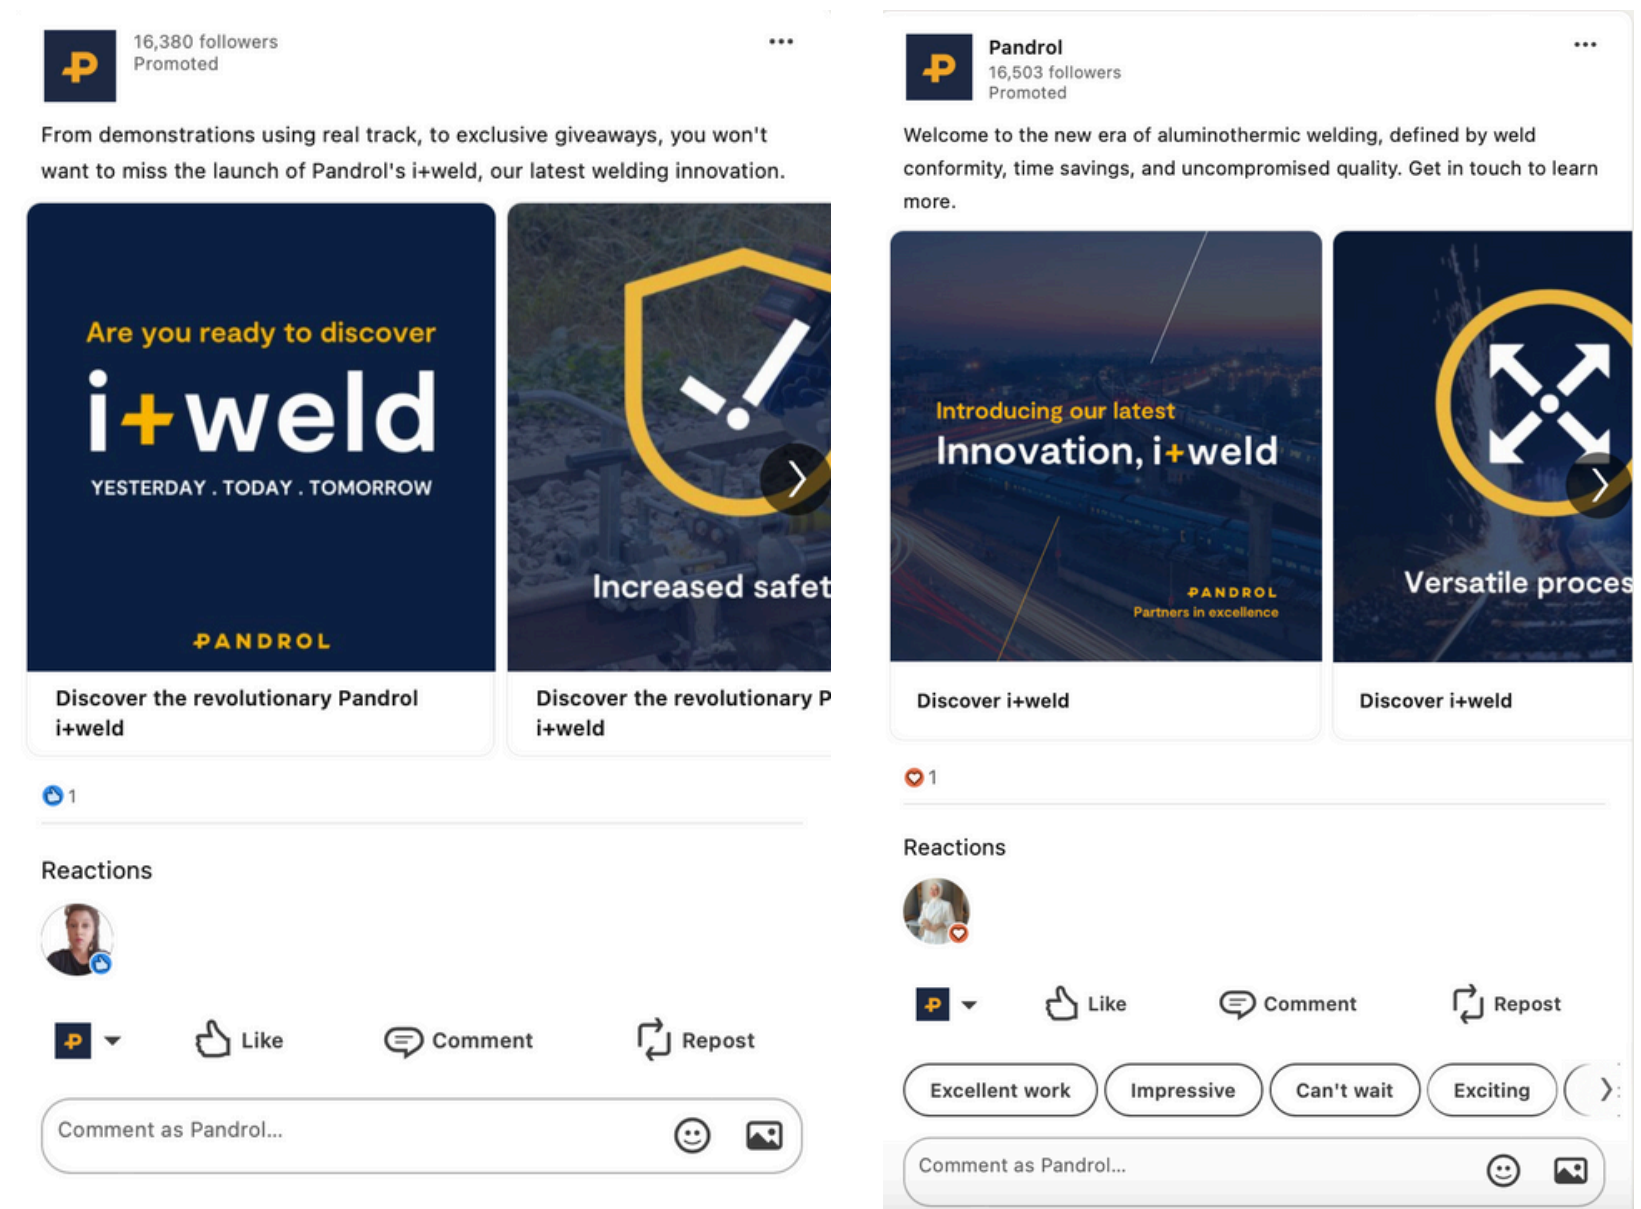 16,380 followers
Promoted
From demonstrations using real track, to exclusive giveaways, you won't
want to miss the launch of Pandrol's i+weld, our latest welding innovation.
Are you ready to discover
i+weld
YESTERDAY . TODAY . TOMORROW
PANDROL
Increased safet
Discover the revolutionary Pandrol
i+weld
Discover the revolutionary P
i+weld
1
Reactions
Like
Comment
Repost
Comment as Pandrol...
Pandrol
16,503 followers
Promoted
Welcome to the new era of aluminothermic welding, defined by weld
conformity, time savings, and uncompromised quality. Get in touch to learn
more.
Introducing our latest
Innovation, i+weld
PANDROL
Partners in excellence
Versatile proces
Discover i+weld
Discover i+weld
1
Reactions
Like
Comment
Repost
Excellent work
Impressive
Can't wait
Exciting
Comment as Pandrol...